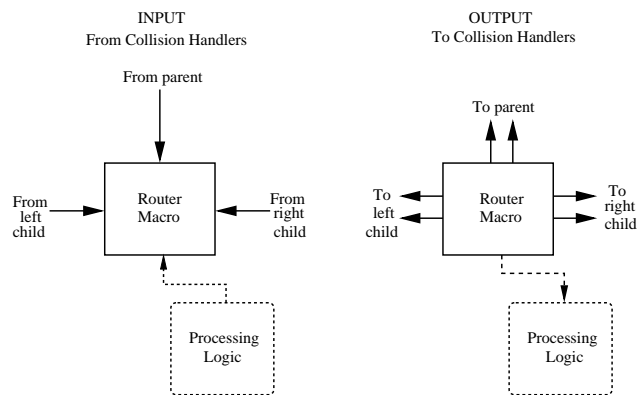 INPUT
From Collision Handlers
From parent
From
left
child
Router
Macro
From
right
child
Processing
Logic
OUTPUT
To Collision Handlers
To parent
To
left
child
Router
Macro
To
right
child
Processing
Logic